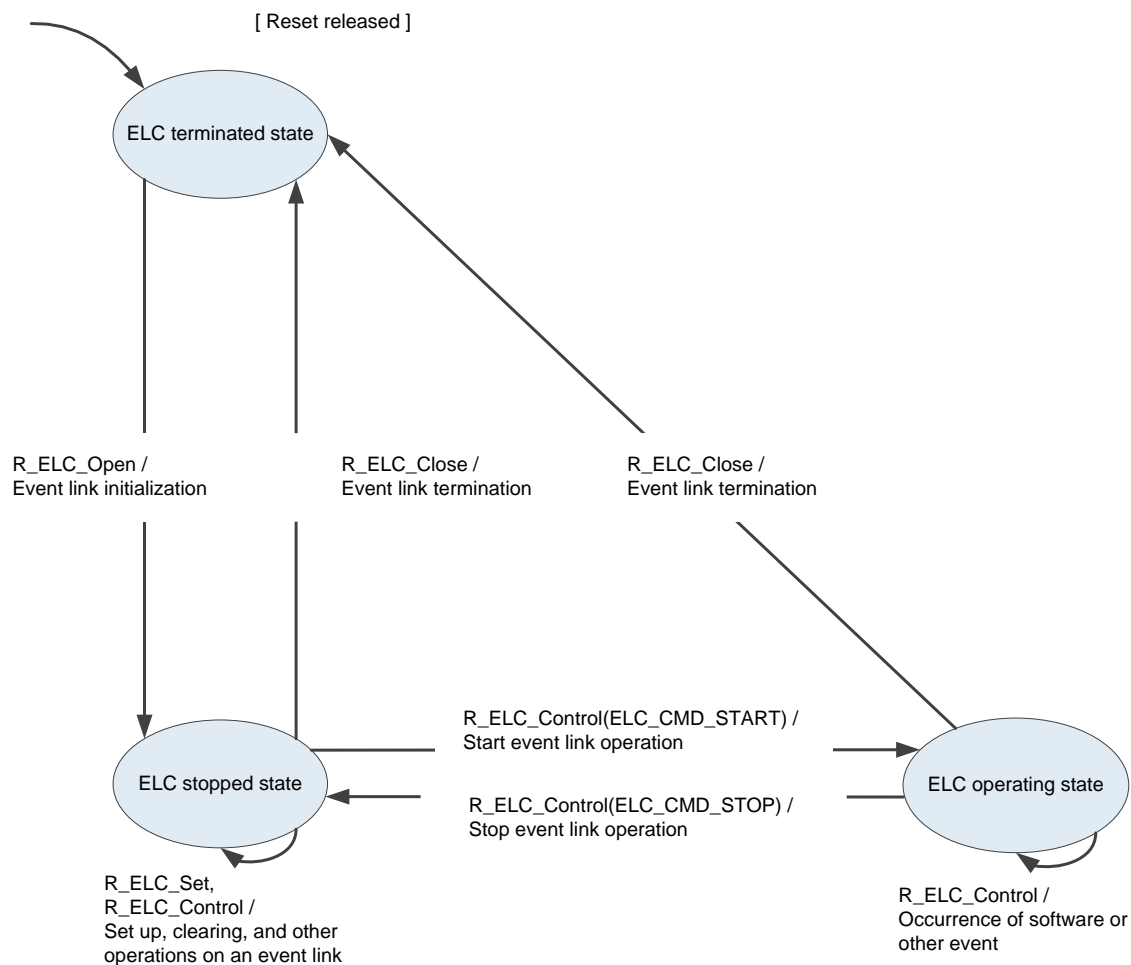 [ Reset released ]
ELC terminated state
R_ELC_Open /
Event link initialization
R_ELC_Close /
Event link termination
R_ELC_Close /
Event link termination
R_ELC_Control(ELC_CMD_START) /
Start event link operation
ELC stopped state
ELC operating state
R_ELC_Control(ELC_CMD_STOP) /
Stop event link operation
R_ELC_Set,
R_ELC_Control /
Set up, clearing, and other
operations on an event link
R_ELC_Control /
Occurrence of software or
other event